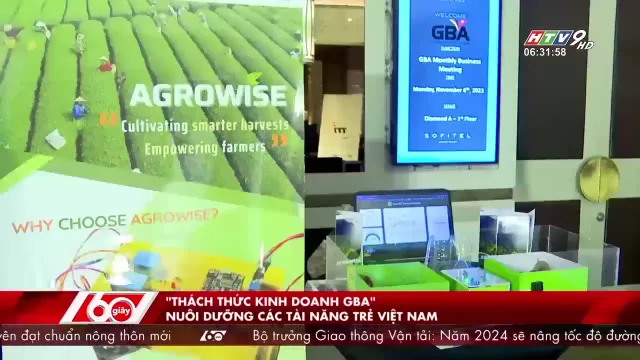 AGROWISE
“Cultivating smarter harvests
Empowering farmers”
WHY CHOOSE AGROWISE?
WELCOME
GBA
GBA Monthly Business
Meeting
Monday, November 6th, 2023
Diamond A – 1st Floor
SOFITEL
HTV9 HD
06:31:58
60 giây
"THÁCH THỨC KINH DOANH GBA"
NUÔI DƯỠNG CÁC TÀI NĂNG TRẺ VIỆT NAM
yên đạt chuẩn nông thôn mới 60giây Bộ trưởng Giao thông Vận tải: Năm 2024 sẽ nâng tốc độ đường